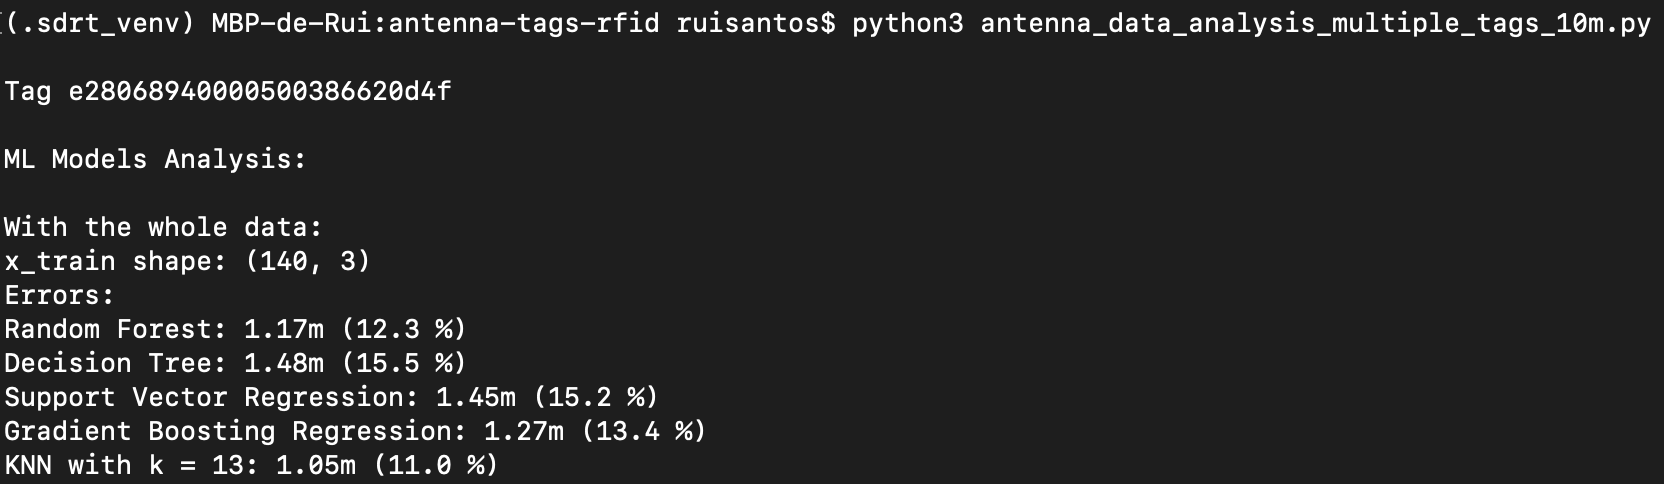 (.sdrt_venv) MBP-de-Rui:antenna-tags-rfid ruisantos$ python3 antenna_data_analysis_multiple_tags_10m.py
Tag e28068940000500386620d4f
ML Models Analysis:
With the whole data:
x_train shape: (140, 3)
Errors:
Random Forest: 1.17m (12.3 %)
Decision Tree: 1.48m (15.5 %)
Support Vector Regression: 1.45m (15.2 %)
Gradient Boosting Regression: 1.27m (13.4 %)
KNN with k = 13: 1.05m (11.0 %)